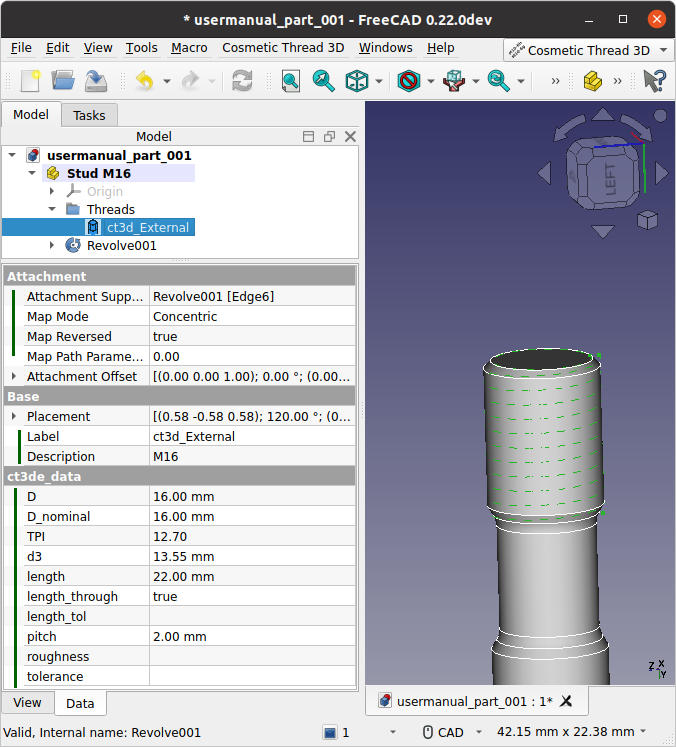 * usermanual_part_001 - FreeCAD 0.22.0dev
File Edit View Tools Macro Cosmetic Thread 3D Windows Help Cosmetic Thread 3D
Model Tasks
Model
usermanual_part_001
Stud M16
Origin
Threads
ct3d_External
Revolve001
LEFT
Attachment
Attachment Supp... Revolve001 [Edge6]
Map Mode Concentric
Map Reversed true
Map Path Parame... 0.00
Attachment Offset [(0.00 0.00 1.00); 0.00 °; (0.00...
Base
Placement [(0.58 -0.58 0.58); 120.00 °; (0...
Label ct3d_External
Description M16
ct3de_data
D 16.00 mm
D_nominal 16.00 mm
TPI 12.70
d3 13.55 mm
length 22.00 mm
length_through true
length_tol
pitch 2.00 mm
roughness
tolerance
Z X
Y
View Data
usermanual_part_001 : 1*
Valid, Internal name: Revolve001 1 CAD 42.15 mm x 22.38 mm